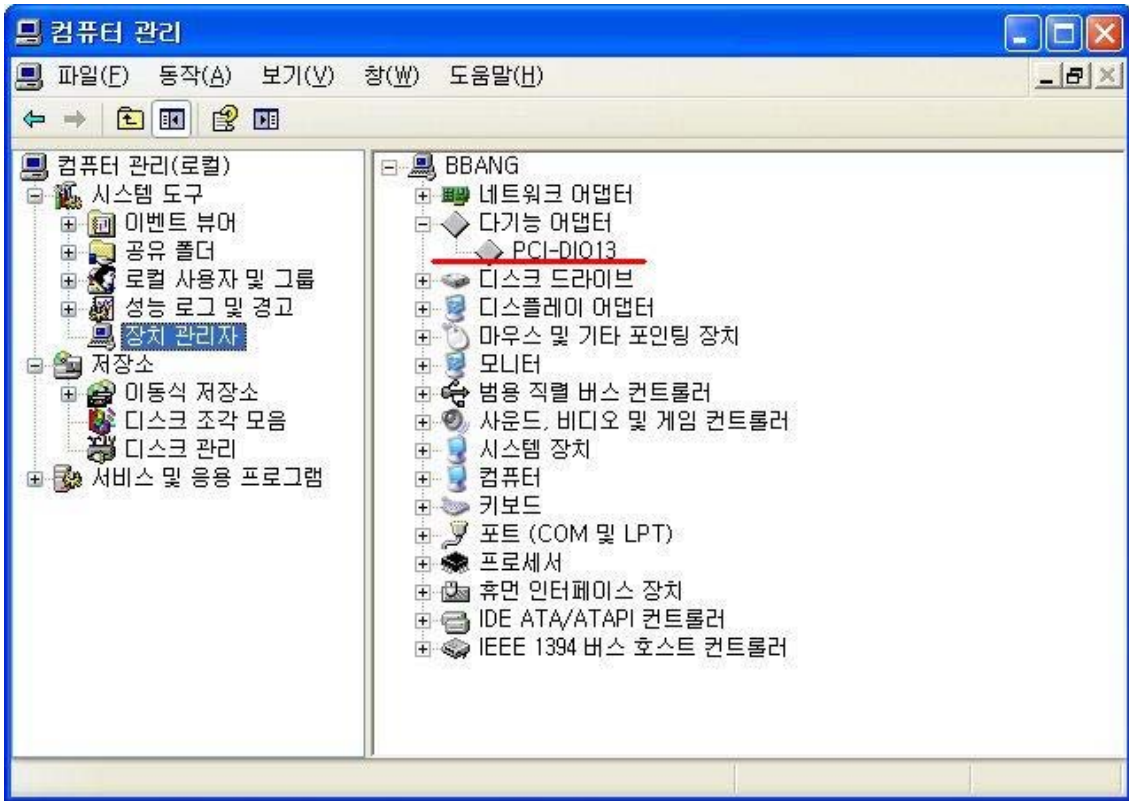 컴퓨터 관리
파일(F) 동작(A) 보기(V) 창(W) 도움말(H)
컴퓨터 관리(로컬)
시스템 도구
이벤트 뷰어
공유 폴더
로컬 사용자 및 그룹
성능 로그 및 경고
장치 관리자
저장소
이동식 저장소
디스크 조각 모음
디스크 관리
서비스 및 응용 프로그램
BBANG
네트워크 어댑터
다기능 어댑터
PCI-DIO13
디스크 드라이브
디스플레이 어댑터
마우스 및 기타 포인팅 장치
모니터
범용 직렬 버스 컨트롤러
사운드, 비디오 및 게임 컨트롤러
시스템 장치
컴퓨터
키보드
포트 (COM 및 LPT)
프로세서
휴먼 인터페이스 장치
IDE ATA/ATAPI 컨트롤러
IEEE 1394 버스 호스트 컨트롤러